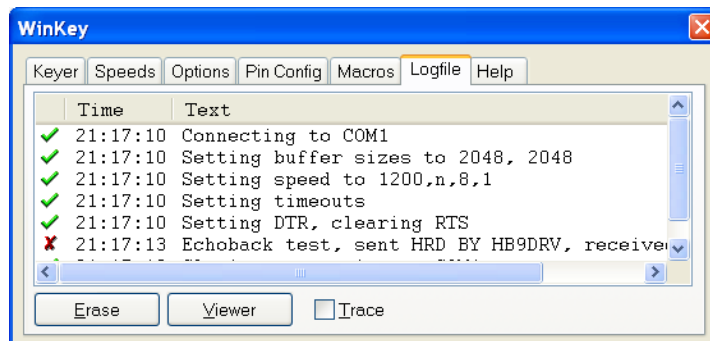 WinKey
Keyer Speeds Options Pin Config Macros Logfile Help
Time Text
21:17:10 Connecting to COM1
21:17:10 Setting buffer sizes to 2048, 2048
21:17:10 Setting speed to 1200,n,8,1
21:17:10 Setting timeouts
21:17:10 Setting DTR, clearing RTS
21:17:13 Echoback test, sent HRD BY HB9DRV, receive
Erase Viewer Trace